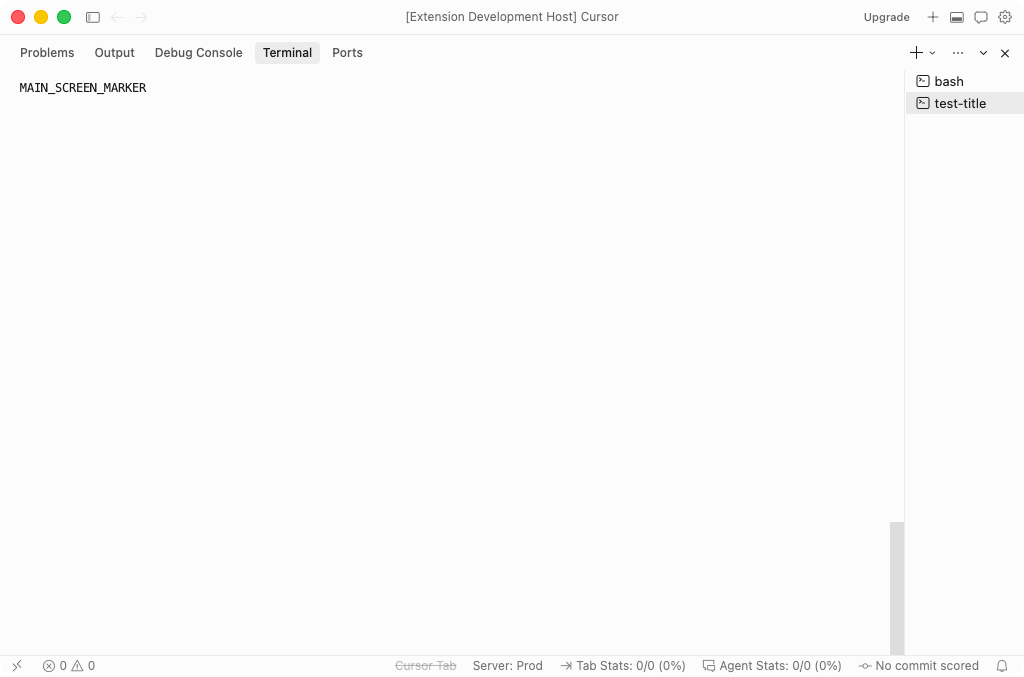 [Extension Development Host] Cursor
Upgrade
Problems Output Debug Console Terminal Ports
MAIN_SCREEN_MARKER
bash
test-title
0 0 Cursor Tab Server: Prod Tab Stats: 0/0 (0%) Agent Stats: 0/0 (0%) No commit scored